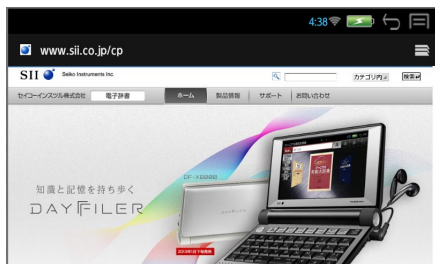 4:38
www.sii.co.jp/cp
SII Seiko Instruments Inc.
カテゴリ内 検索
セイコーインスツル株式会社 電子辞書 ホーム 製品情報 サポート お問い合わせ
DF-X8000
知識と記憶を持ち歩く
DAYFILER